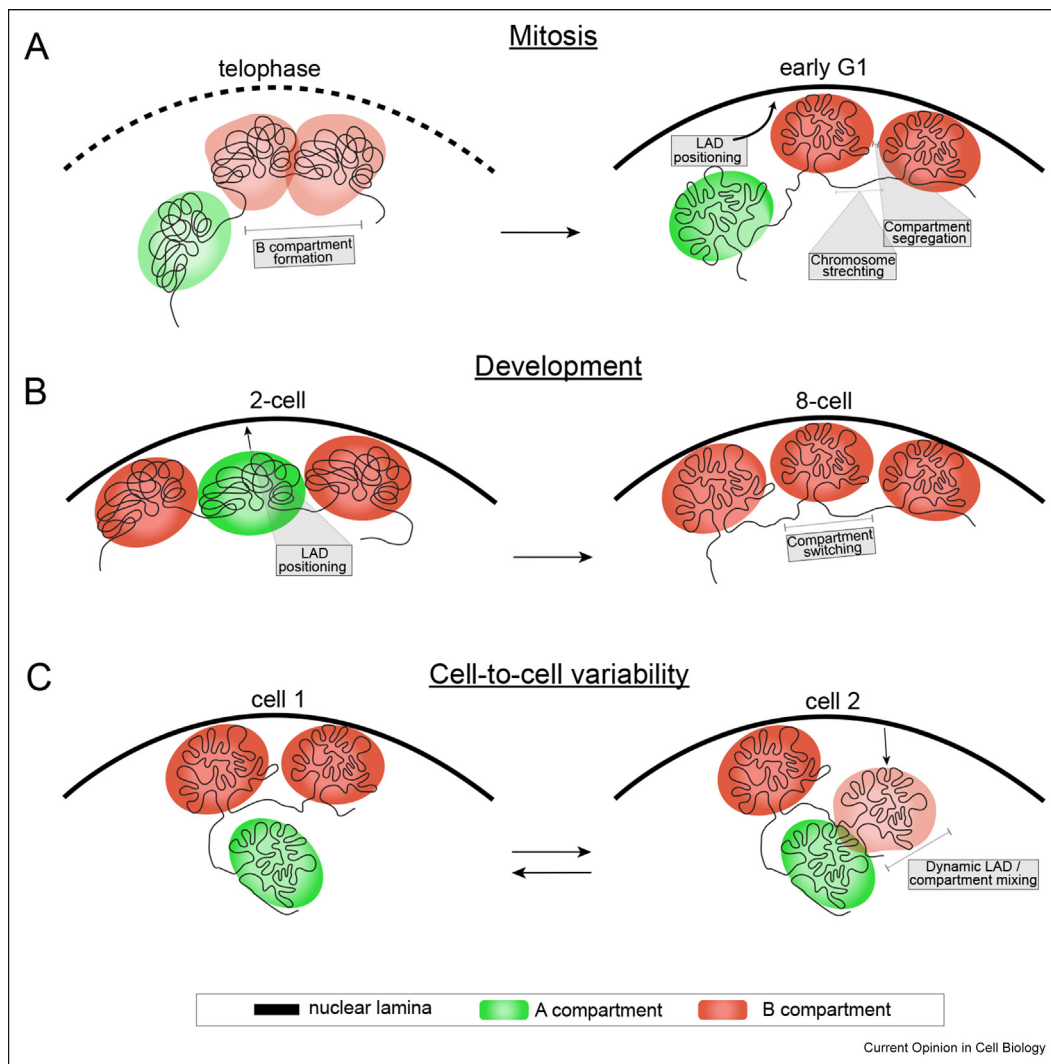 A
Mitosis
telophase
early G1
LAD
positioning
B compartment
formation
Compartment
segregation
Chromosome
strechting
Development
B
2-cell
8-cell
LAD
positioning
Compartment
switching
C
Cell-to-cell variability
cell 1
cell 2
Dynamic LAD /
compartment mixing
nuclear lamina
A compartment
B compartment
Current Opinion in Cell Biology